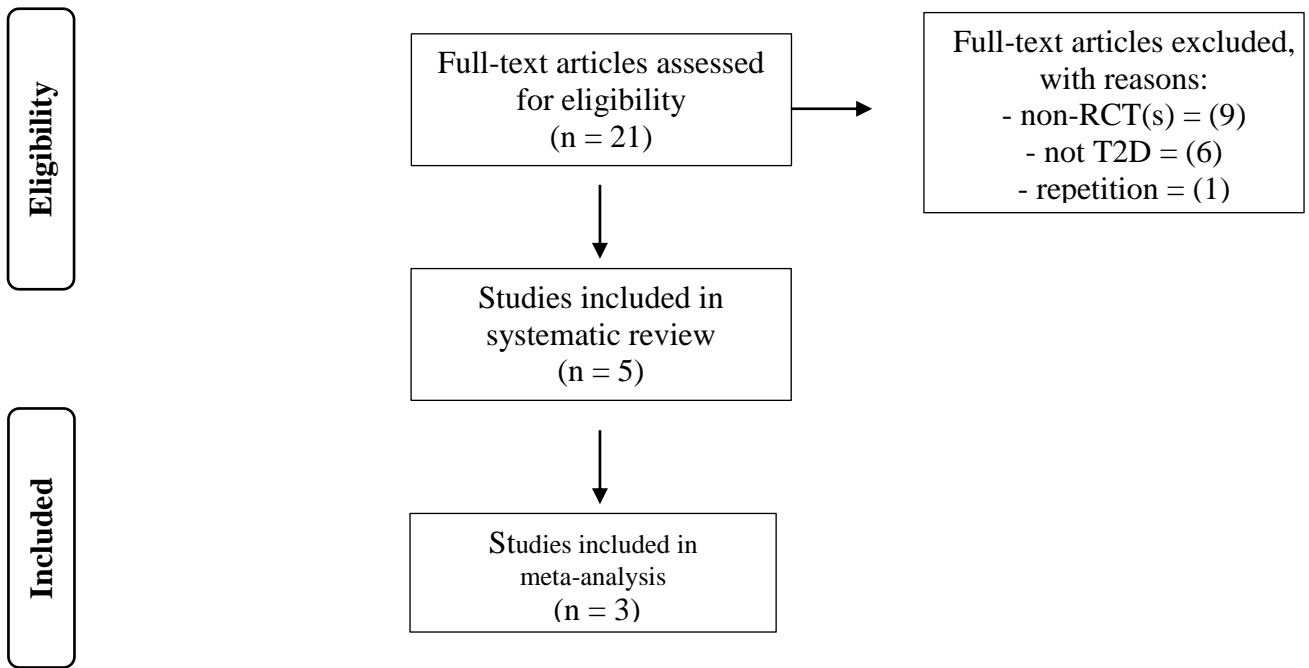 Eligibility
Full-text articles assessed
for eligibility
(n = 21)
Full-text articles excluded,
with reasons:
- non-RCT(s) = (9)
- not T2D = (6)
- repetition = (1)
Studies included in
systematic review
(n = 5)
Included
Studies included in
meta-analysis
(n = 3)